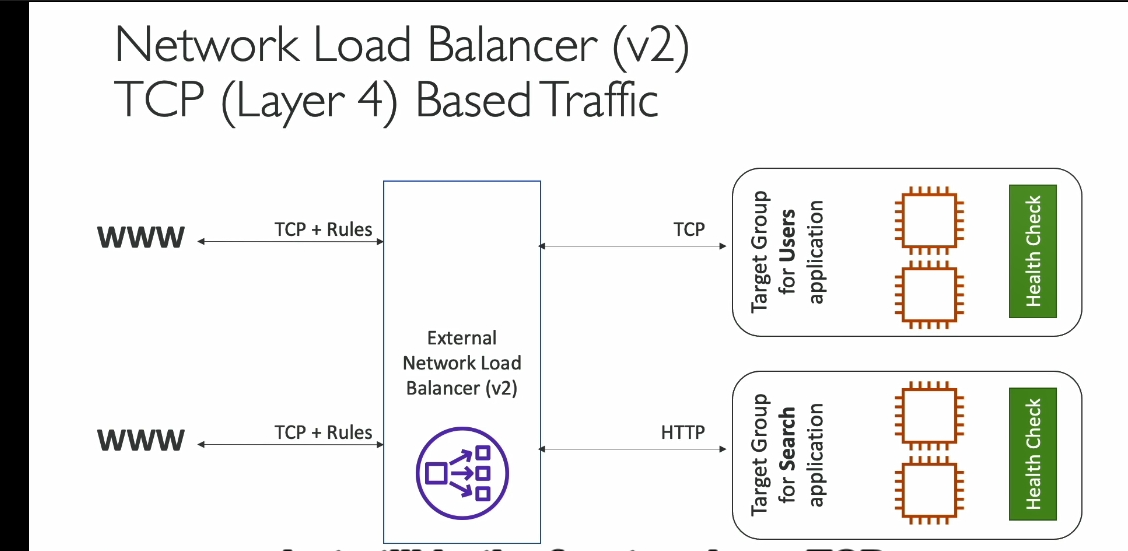 Network Load Balancer (v2)
TCP (Layer 4) Based Traffic
WWW
TCP + Rules
TCP
Target Group
for Users
application
Health Check
External
Network Load
Balancer (v2)
WWW
TCP + Rules
HTTP
Target Group
for Search
application
Health Check